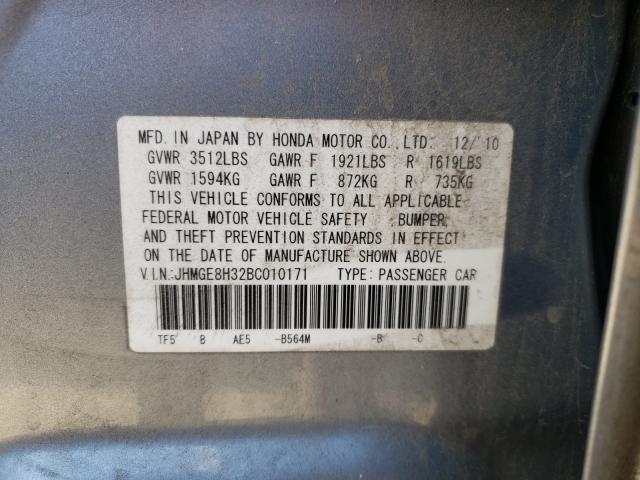 MFD. IN JAPAN BY HONDA MOTOR CO., LTD. 12/'10
GVWR 3512LBS GAWR F 1921LBS R 1619LBS
GVWR 1594KG GAWR F 872KG R 735KG
THIS VEHICLE CONFORMS TO ALL APPLICABLE
FEDERAL MOTOR VEHICLE SAFETY , BUMPER,
AND THEFT PREVENTION STANDARDS IN EFFECT
ON THE DATE OF MANUFACTURE SHOWN ABOVE.
V.I.N.:JHMGE8H32BC010171 TYPE: PASSENGER CAR
TF5 B AE5 -B564M -B -C